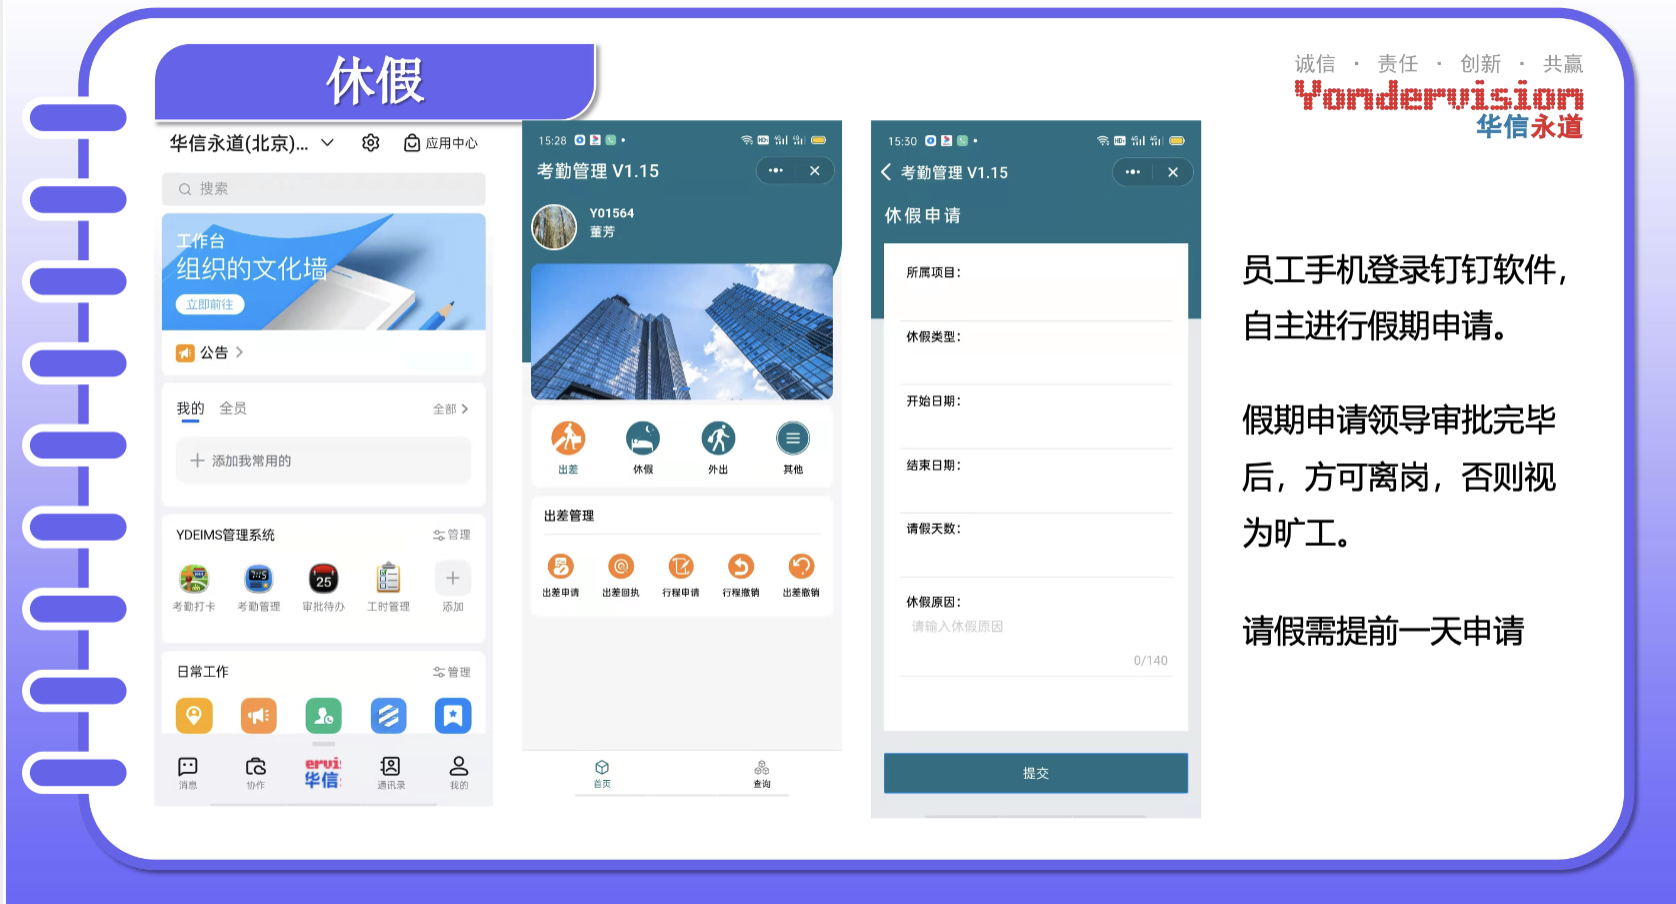 休假
诚信 · 责任 · 创新 · 共赢
Yondervision
华信永道
华信永道(北京)...
应用中心
搜索
工作台
组织的文化墙
立即前往
公告
我的 全员 全部
添加我常用的
YDEIMS管理系统 管理
7:15
25
考勤打卡 考勤管理 审批待办 工时管理 添加
日常工作 管理
ervi
华信
消息 协作 通讯录 我的
15:28
考勤管理 V1.15
Y01564
董芳
出差 休假 外出 其他
出差管理
出差申请 出差回执 行程申请 行程撤销 出差撤销
首页 查询
15:30
考勤管理 V1.15
休假申请
所属项目：
休假类型：
开始日期：
结束日期：
请假天数：
休假原因：
请输入休假原因
0/140
提交
员工手机登录钉钉软件，
自主进行假期申请。
假期申请领导审批完毕
后，方可离岗，否则视
为旷工。
请假需提前一天申请